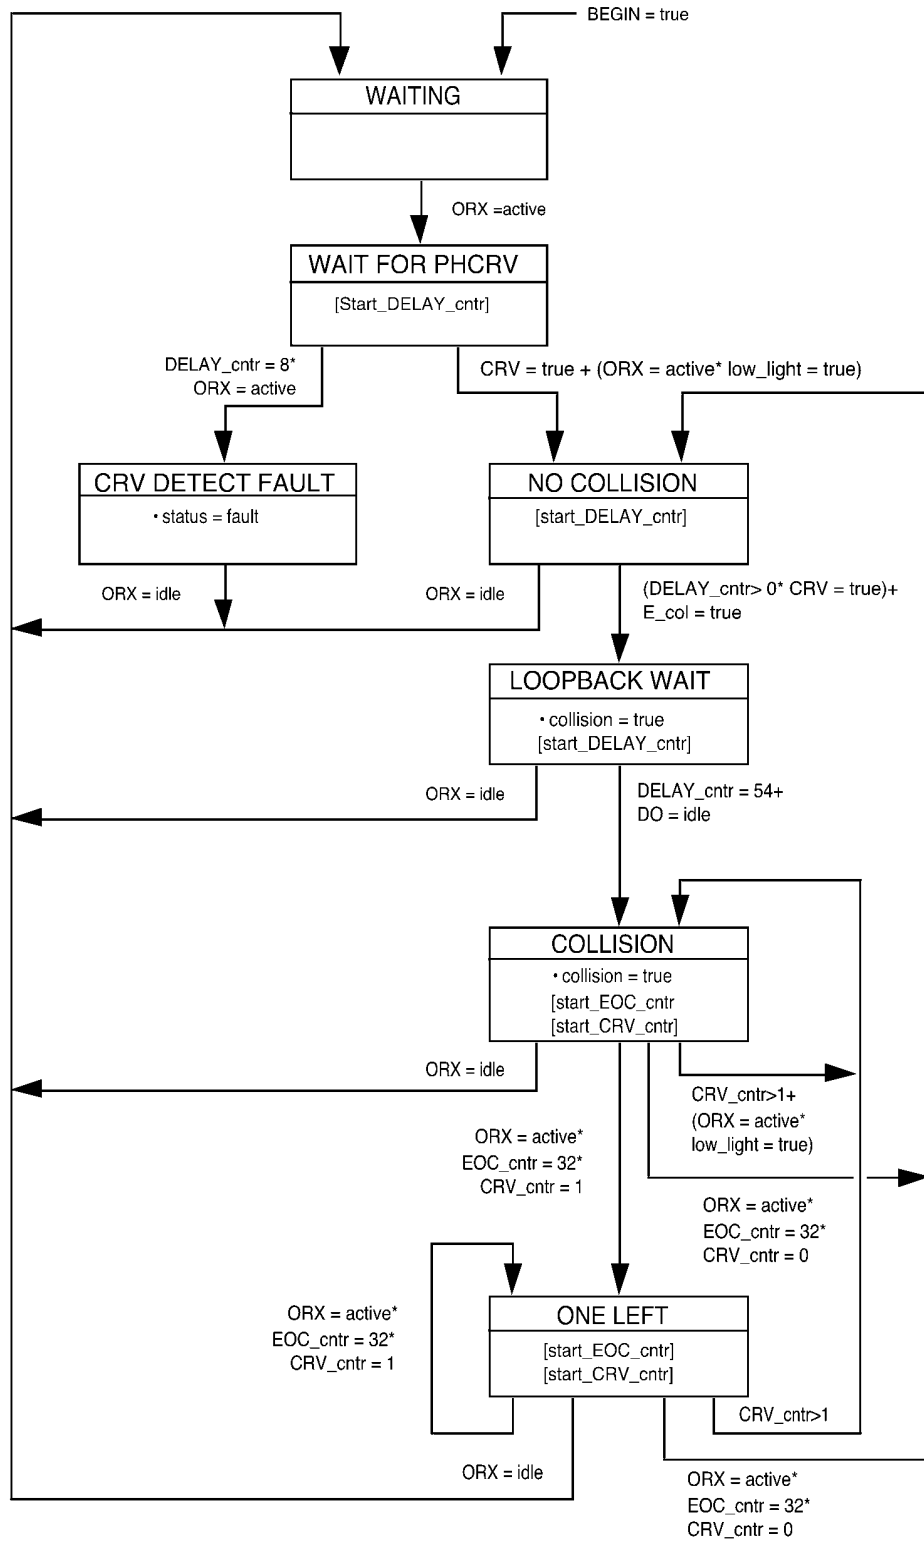 BEGIN = true
WAITING
ORX =active
WAIT FOR PHCRV
[Start_DELAY_cntr]
DELAY_cntr = 8*
ORX = active
CRV = true + (ORX = active* low_light = true)
CRV DETECT FAULT
• status = fault
NO COLLISION
[start_DELAY_cntr]
ORX = idle
ORX = idle
(DELAY_cntr> 0* CRV = true)+
E_col = true
LOOPBACK WAIT
• collision = true
[start_DELAY_cntr]
ORX = idle
DELAY_cntr = 54+
DO = idle
COLLISION
• collision = true
[start_EOC_cntr
[start_CRV_cntr]
ORX = idle
CRV_cntr>1+
(ORX = active*
low_light = true)
ORX = active*
EOC_cntr = 32*
CRV_cntr = 1
ORX = active*
EOC_cntr = 32*
CRV_cntr = 0
ORX = active*
EOC_cntr = 32*
CRV_cntr = 1
ONE LEFT
[start_EOC_cntr]
[start_CRV_cntr]
CRV_cntr>1
ORX = idle
ORX = active*
EOC_cntr = 32*
CRV_cntr = 0